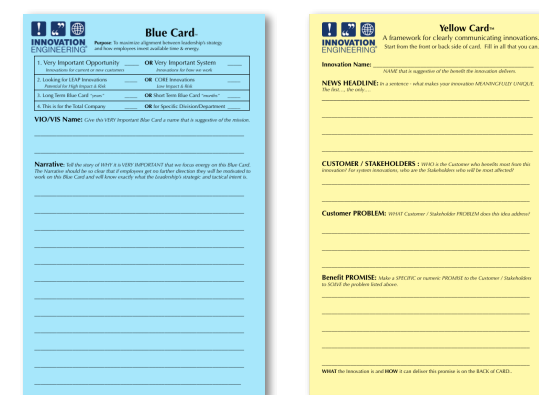 Blue Card™
INNOVATION
ENGINEERING®
Purpose: To maximize alignment between leadership's strategy
and how employees invest available time & energy.
1. Very Important Opportunity _____ OR Very Important System _____
Innovations for current or new customers Innovations for how we work
2. Looking for LEAP Innovations _____ OR CORE Innovations _____
Potential for High Impact & Risk Low Impact & Risk
3. Long Term Blue Card "years" _____ OR Short Term Blue Card "months" _____
4. This is for the Total Company _____ OR for Specific Division/Department _____
VIO/VIS Name: Give this VERY Important Blue Card a name that is suggestive of the mission.
Narrative: Tell the story of WHY it is VERY IMPORTANT that we focus energy on this Blue Card.
The Narrative should be so clear that if employees get no further direction they will be motivated to
work on this Blue Card and will know exactly what the Leadership's strategic and tactical intent is.
Yellow Card™
INNOVATION
ENGINEERING®
A framework for clearly communicating innovations.
Start from the front or back side of card. Fill in all that you can.
Innovation Name:
NAME that is suggestive of the benefit the innovation delivers.
NEWS HEADLINE: In a sentence - what makes your innovation MEANINGFULLY UNIQUE.
The first…, the only….
CUSTOMER / STAKEHOLDERS : WHO is the Customer who benefits most from this
innovation? For system innovations, who are the Stakeholders who will be most affected?
Customer PROBLEM: WHAT Customer / Stakeholder PROBLEM does this idea address?
Benefit PROMISE: Make a SPECIFIC or numeric PROMISE to the Customer / Stakeholders
to SOLVE the problem listed above.
WHAT the Innovation is and HOW it can deliver this promise is on the BACK of CARD..